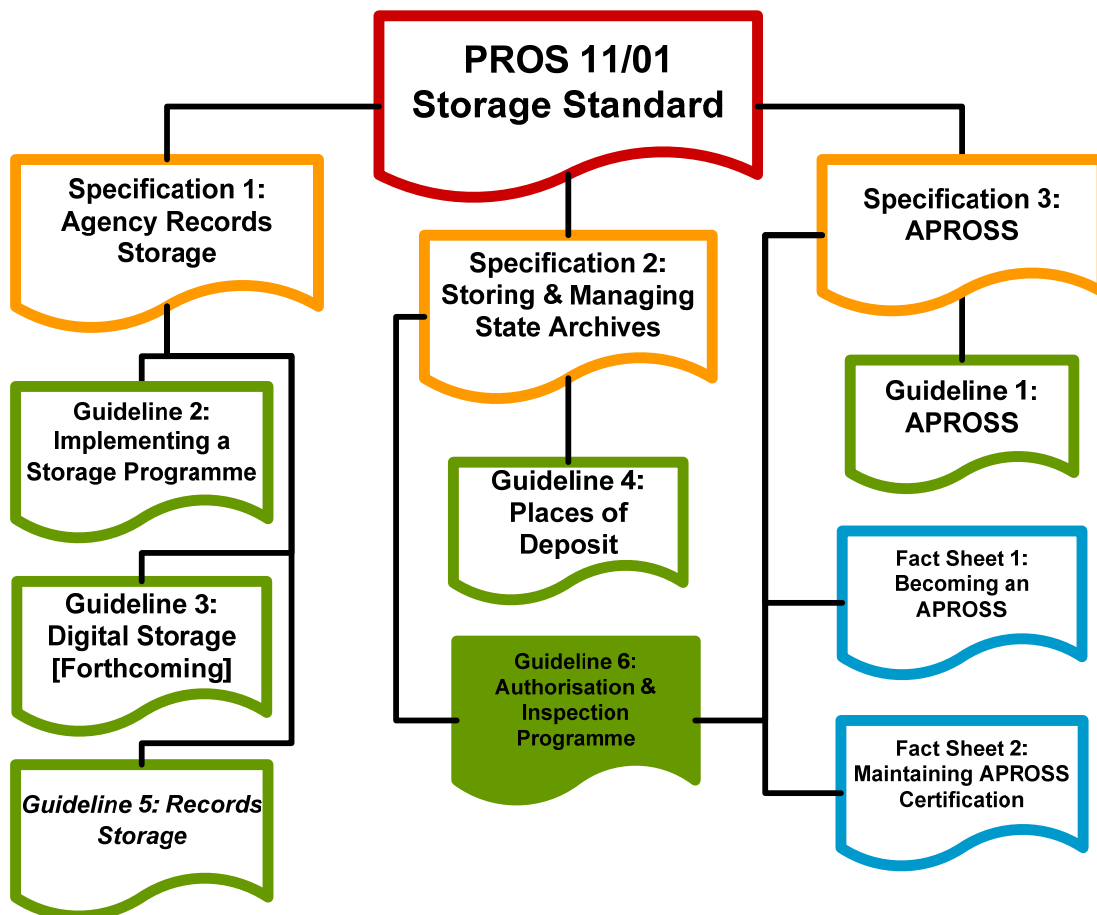 PROS 11/01
Storage Standard
Specification 1:
Agency Records
Storage
Specification 2:
Storing & Managing
State Archives
Specification 3:
APROSS
Guideline 2:
Implementing a
Storage Programme
Guideline 3:
Digital Storage
[Forthcoming]
Guideline 5: Records
Storage
Guideline 4:
Places of
Deposit
Guideline 6:
Authorisation &
Inspection
Programme
Guideline 1:
APROSS
Fact Sheet 1:
Becoming an
APROSS
Fact Sheet 2:
Maintaining APROSS
Certification